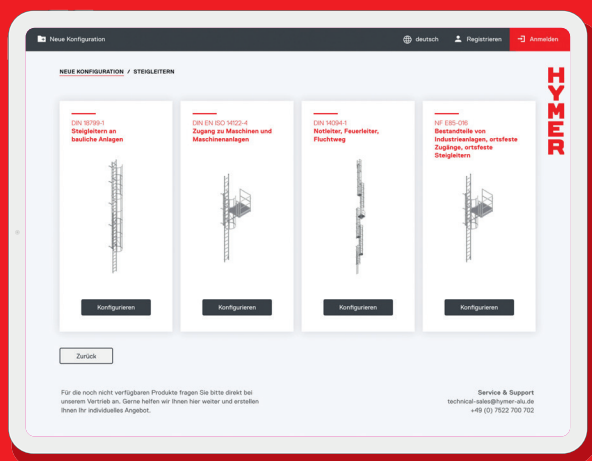 Neue Konfiguration
deutsch
Registrieren
Anmelden
NEUE KONFIGURATION / STEIGLEITERN
HYMER
DIN 18799-1
Steigleitern an
bauliche Anlagen
Konfigurieren
DIN EN ISO 14122-4
Zugang zu Maschinen und
Maschinenanlagen
Konfigurieren
DIN 14094-1
Notleiter, Feuerleiter,
Fluchtweg
Konfigurieren
NF E85-016
Bestandteile von
Industrieanlagen, ortsfeste
Zugänge, ortsfeste
Steigleitern
Konfigurieren
Zurück
Für die noch nicht verfügbaren Produkte fragen Sie bitte direkt bei
unserem Vertrieb an. Gerne helfen wir Ihnen hier weiter und erstellen
Ihnen Ihr individuelles Angebot.
Service & Support
technical-sales@hymer-alu.de
+49 (0) 7522 700 702